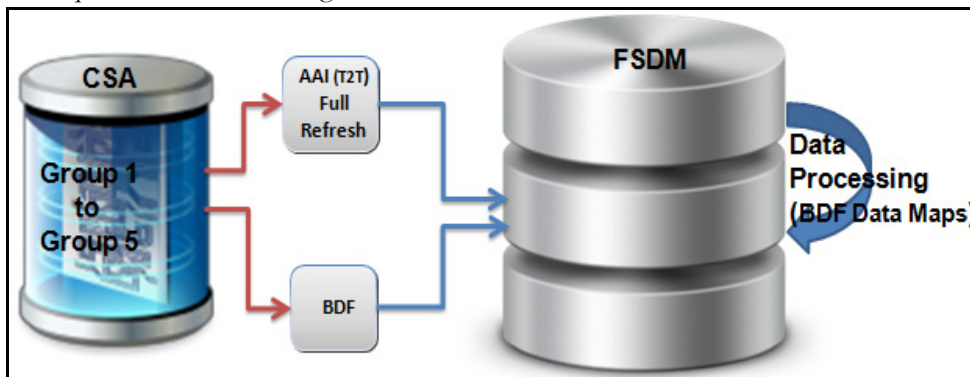 CSA
Group 1
to
Group 5
AAI (T2T)
Full
Refresh
BDF
FSDM
Data
Processing
(BDF Data Maps)